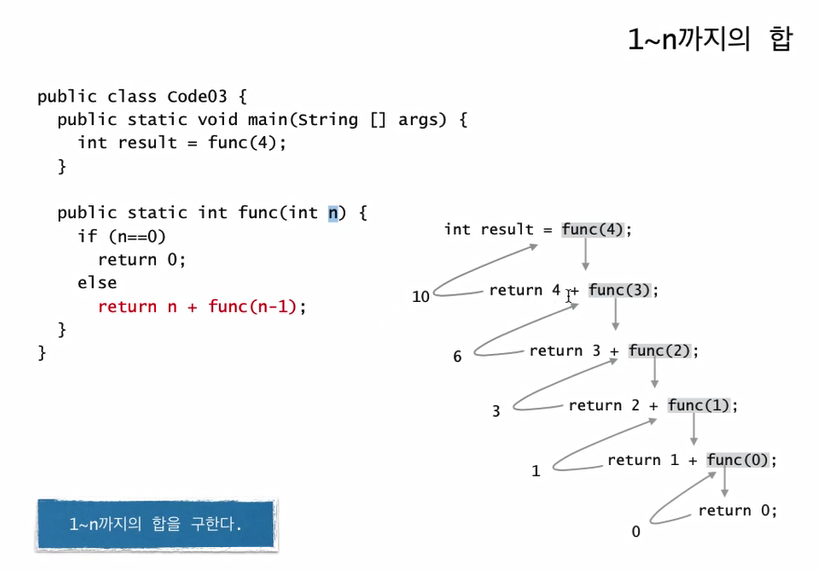 1~n까지의 합
public class Code03 {
public static void main(String [] args) {
int result = func(4);
}
public static int func(int n) {
if (n==0)
return 0;
else
return n + func(n-1);
}
}
int result = func(4);
10
return 4 + func(3);
6
return 3 + func(2);
3
return 2 + func(1);
1
return 1 + func(0);
0
return 0;
1~n까지의 합을 구한다.